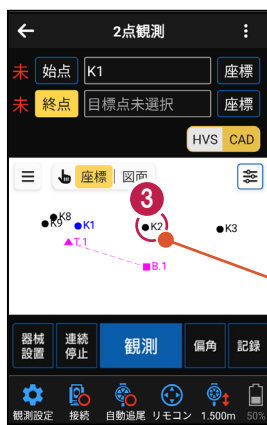 2点観測
未 始点 K1 座標
未 終点 目標点未選択 座標
HVS CAD
座標 図面
3
K8
K9 K1 K2 K3
T.1
B.1
器械設置 連続停止 観測 偏角 記録
観測設定 接続 自動追尾 リモコン 1.500m 50%